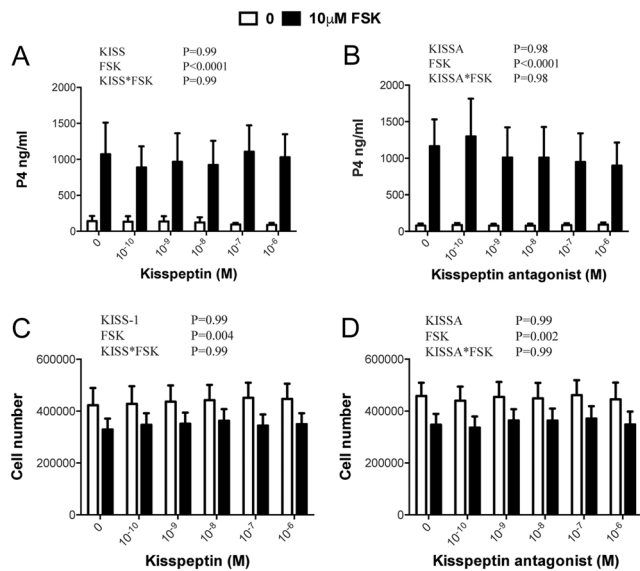 0 10µM FSK
A
KISS P=0.99
FSK P<0.0001
KISS*FSK P=0.99
P4 ng/ml
2000
1500
1000
500
0
0 10⁻¹⁰ 10⁻⁹ 10⁻⁸ 10⁻⁷ 10⁻⁶
Kisspeptin (M)
B
KISSA P=0.98
FSK P<0.0001
KISSA*FSK P=0.98
P4 ng/ml
2000
1500
1000
500
0
0 10⁻¹⁰ 10⁻⁹ 10⁻⁸ 10⁻⁷ 10⁻⁶
Kisspeptin antagonist (M)
C
KISS-1 P=0.99
FSK P=0.004
KISS*FSK P=0.99
Cell number
600000
400000
200000
0
0 10⁻¹⁰ 10⁻⁹ 10⁻⁸ 10⁻⁷ 10⁻⁶
Kisspeptin (M)
D
KISSA P=0.99
FSK P=0.002
KISSA*FSK P=0.99
Cell number
600000
400000
200000
0
0 10⁻¹⁰ 10⁻⁹ 10⁻⁸ 10⁻⁷ 10⁻⁶
Kisspeptin antagonist (M)